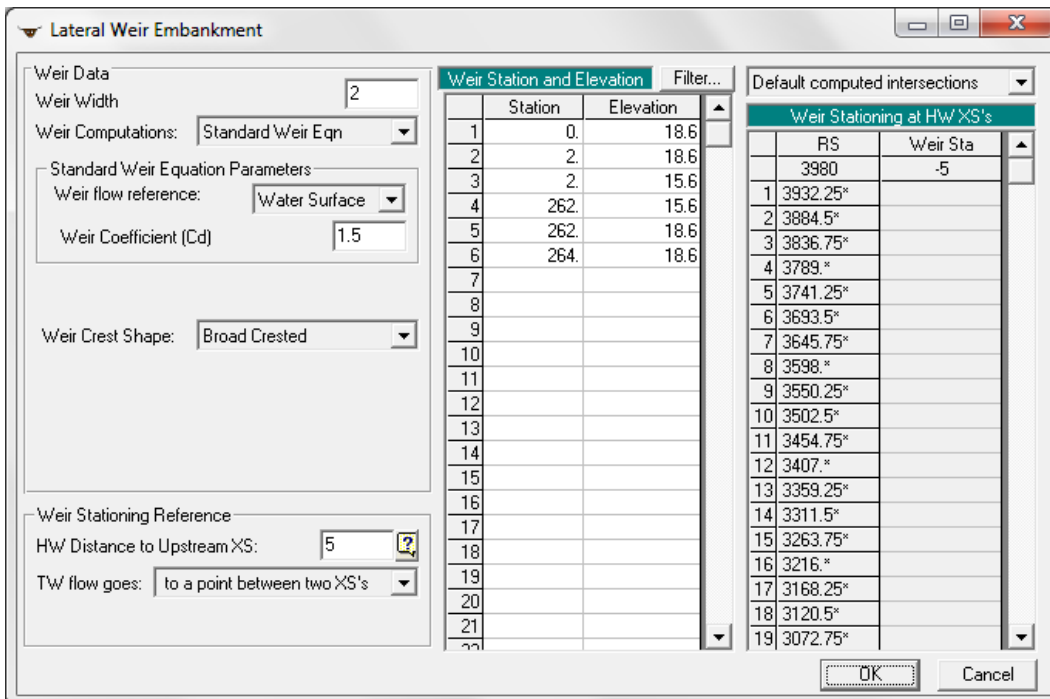 Lateral Weir Embankment
Weir Data
Weir Width 2
Weir Computations: Standard Weir Eqn
Standard Weir Equation Parameters
Weir flow reference: Water Surface
Weir Coefficient (Cd) 1.5
Weir Crest Shape: Broad Crested
Weir Stationing Reference
HW Distance to Upstream XS: 5 ?
TW flow goes: to a point between two XS's
Weir Station and Elevation Filter...
Station Elevation
1 0. 18.6
2 2. 18.6
3 2. 15.6
4 262. 15.6
5 262. 18.6
6 264. 18.6
7
8
9
10
11
12
13
14
15
16
17
18
19
20
21
22
Default computed intersections
Weir Stationing at HW XS's
RS Weir Sta
3980 -5
1 3932.25*
2 3884.5*
3 3836.75*
4 3789.*
5 3741.25*
6 3693.5*
7 3645.75*
8 3598.*
9 3550.25*
10 3502.5*
11 3454.75*
12 3407.*
13 3359.25*
14 3311.5*
15 3263.75*
16 3216.*
17 3168.25*
18 3120.5*
19 3072.75*
OK Cancel